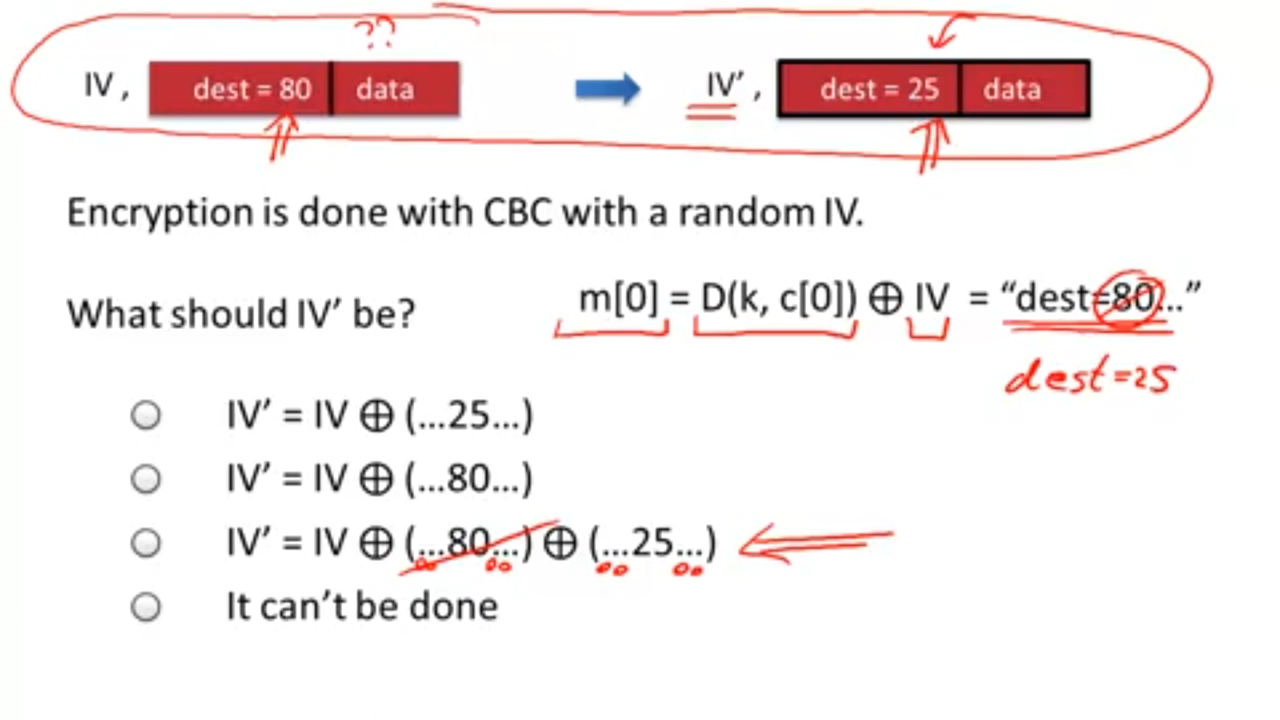 ??
IV , dest = 80 data IV’ , dest = 25 data
Encryption is done with CBC with a random IV.
What should IV’ be? m[0] = D(k, c[0]) ⊕ IV = “dest=80...”
dest=25
IV’ = IV ⊕ (...25...)
IV’ = IV ⊕ (...80...)
IV’ = IV ⊕ (...80...) ⊕ (...25...)
It can’t be done